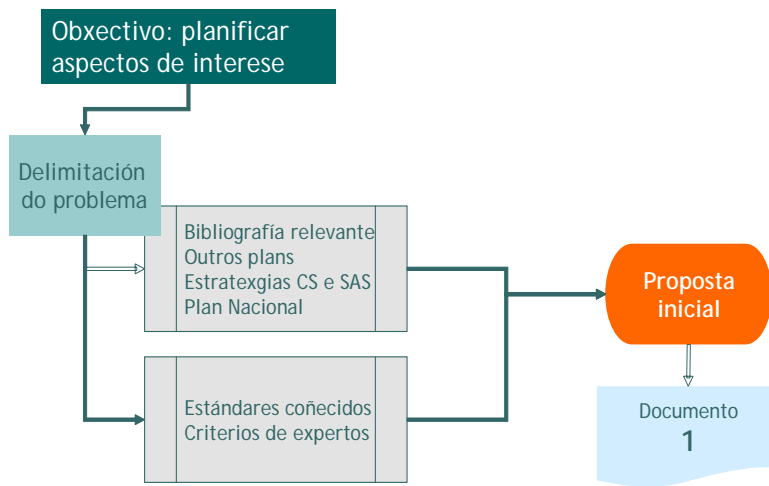 Obxectivo: planificar
aspectos de interese
Delimitación
do problema
Bibliografía relevante
Outros plans
Estratexgias CS e SAS
Plan Nacional
Proposta
inicial
Estándares coñecidos
Criterios de expertos
Documento
1